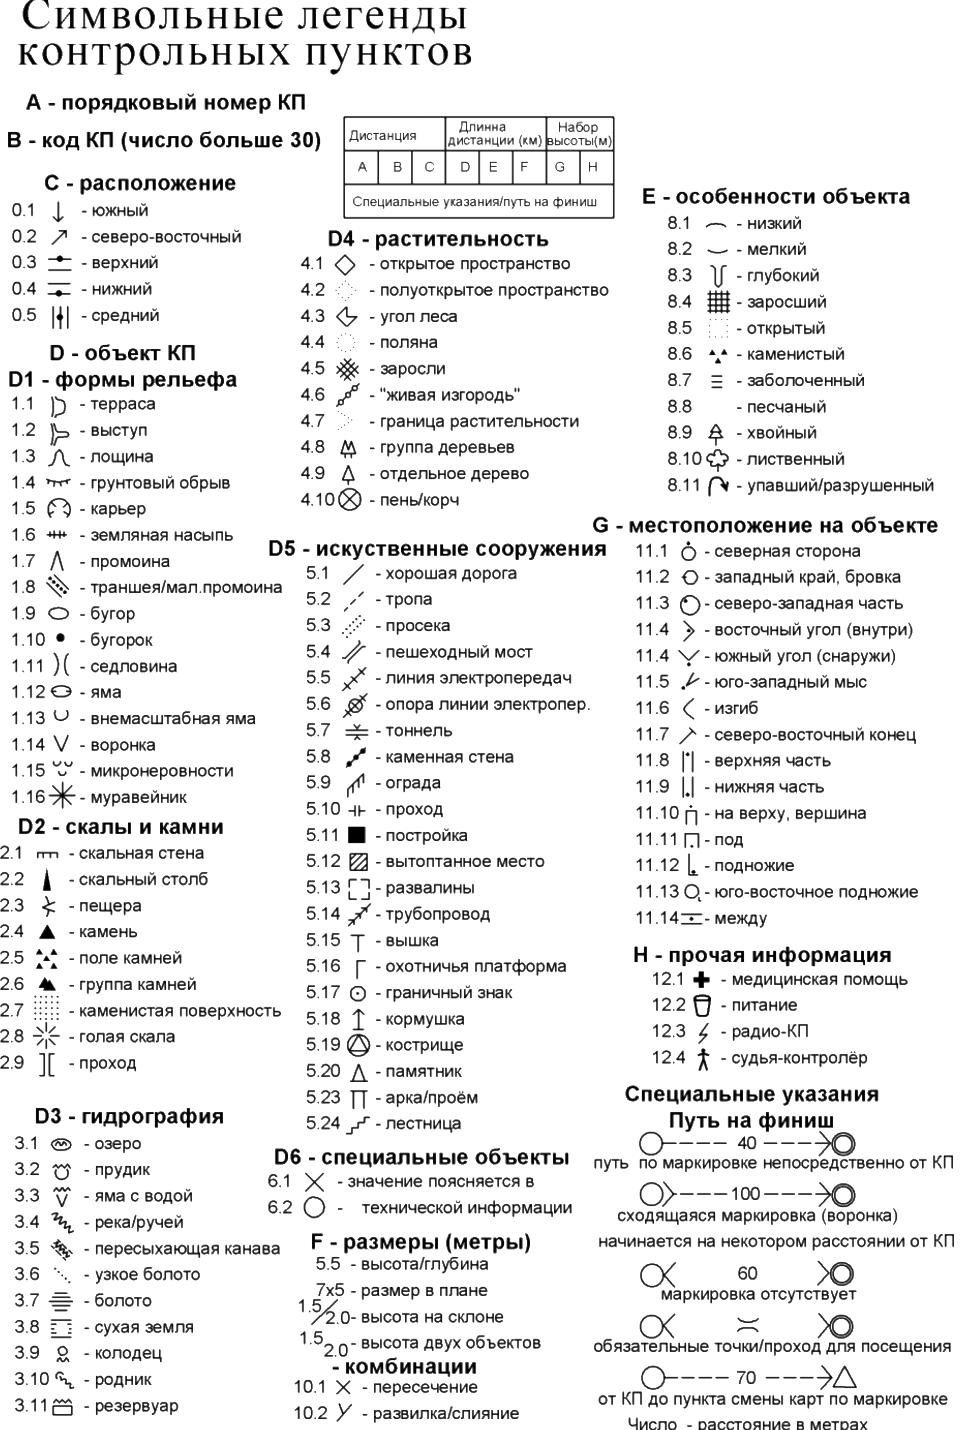 Символьные легенды
контрольных пунктов
A - порядковый номер КП
B - код КП (число больше 30)
C - расположение
0.1 - южный
0.2 - северо-восточный
0.3 - верхний
0.4 - нижний
0.5 - средний
D - объект КП
D1 - формы рельефа
1.1 - терраса
1.2 - выступ
1.3 - лощина
1.4 - грунтовый обрыв
1.5 - карьер
1.6 - земляная насыпь
1.7 - промоина
1.8 - траншея/мал.промоина
1.9 - бугор
1.10 - бугорок
1.11 - седловина
1.12 - яма
1.13 - внемасштабная яма
1.14 - воронка
1.15 - микронеровности
1.16 - муравейник
D2 - скалы и камни
2.1 - скальная стена
2.2 - скальный столб
2.3 - пещера
2.4 - камень
2.5 - поле камней
2.6 - группа камней
2.7 - каменистая поверхность
2.8 - голая скала
2.9 - проход
D3 - гидрография
3.1 - озеро
3.2 - прудик
3.3 - яма с водой
3.4 - река/ручей
3.5 - пересыхающая канава
3.6 - узкое болото
3.7 - болото
3.8 - сухая земля
3.9 - колодец
3.10 - родник
3.11 - резервуар
Дистанция
Длинна
дистанции (км)
Набор
высоты(м)
A B C D E F G H
Специальные указания/путь на финиш
D4 - растительность
4.1 - открытое пространство
4.2 - полуоткрытое пространство
4.3 - угол леса
4.4 - поляна
4.5 - заросли
4.6 - "живая изгородь"
4.7 - граница растительности
4.8 - группа деревьев
4.9 - отдельное дерево
4.10 - пень/корч
D5 - искуственные сооружения
5.1 - хорошая дорога
5.2 - тропа
5.3 - просека
5.4 - пешеходный мост
5.5 - линия электропередач
5.6 - опора линии электропер.
5.7 - тоннель
5.8 - каменная стена
5.9 - ограда
5.10 - проход
5.11 - постройка
5.12 - вытоптанное место
5.13 - развалины
5.14 - трубопровод
5.15 - вышка
5.16 - охотничья платформа
5.17 - граничный знак
5.18 - кормушка
5.19 - кострище
5.20 - памятник
5.23 - арка/проём
5.24 - лестница
D6 - специальные объекты
6.1 - значение поясняется в
6.2 - технической информации
F - размеры (метры)
5.5 - высота/глубина
7x5 - размер в плане
1.5/2.0 - высота на склоне
1.5 2.0 - высота двух объектов
- комбинации
10.1 - пересечение
10.2 - развилка/слияние
E - особенности объекта
8.1 - низкий
8.2 - мелкий
8.3 - глубокий
8.4 - заросший
8.5 - открытый
8.6 - каменистый
8.7 - заболоченный
8.8 - песчаный
8.9 - хвойный
8.10 - лиственный
8.11 - упавший/разрушенный
G - местоположение на объекте
11.1 - северная сторона
11.2 - западный край, бровка
11.3 - северо-западная часть
11.4 - восточный угол (внутри)
11.4 - южный угол (снаружи)
11.5 - юго-западный мыс
11.6 - изгиб
11.7 - северо-восточный конец
11.8 - верхняя часть
11.9 - нижняя часть
11.10 - на верху, вершина
11.11 - под
11.12 - подножие
11.13 - юго-восточное подножие
11.14 - между
H - прочая информация
12.1 - медицинская помощь
12.2 - питание
12.3 - радио-КП
12.4 - судья-контролёр
Специальные указания
Путь на финиш
40
путь по маркировке непосредственно от КП
100
сходящаяся маркировка (воронка)
начинается на некотором расстоянии от КП
60
маркировка отсутствует
обязательные точки/проход для посещения
70
от КП до пункта смены карт по маркировке
Число - расстояние в метрах